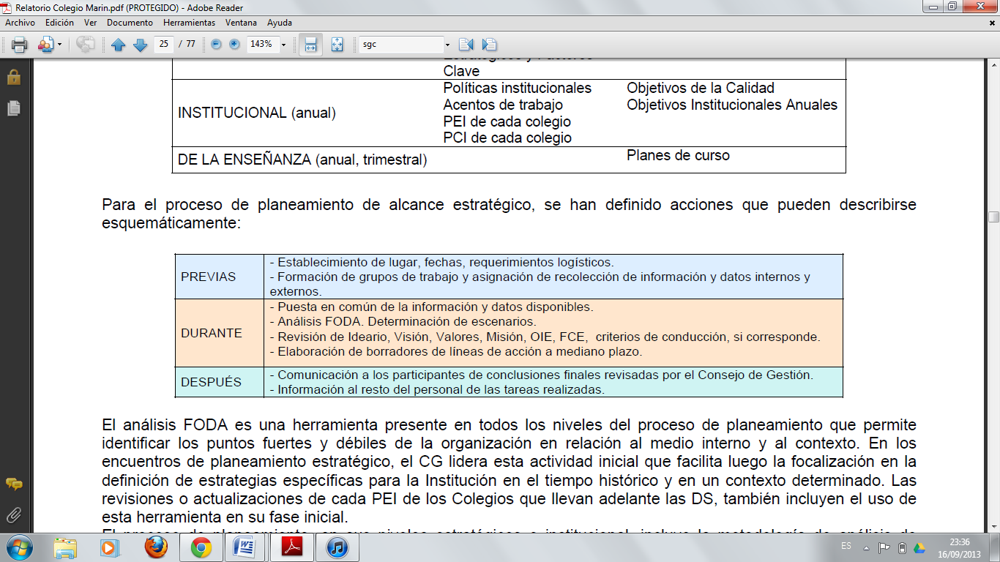 Relatorio Colegio Marin.pdf (PROTEGIDO) - Adobe Reader
Archivo Edición Ver Documento Herramientas Ventana Ayuda
25 / 77 143% sgc
Clave
INSTITUCIONAL (anual)
Políticas institucionales
Acentos de trabajo
PEI de cada colegio
PCI de cada colegio
Objetivos de la Calidad
Objetivos Institucionales Anuales
DE LA ENSEÑANZA (anual, trimestral)
Planes de curso
Para el proceso de planeamiento de alcance estratégico, se han definido acciones que pueden describirse
esquemáticamente:
PREVIAS
- Establecimiento de lugar, fechas, requerimientos logísticos.
- Formación de grupos de trabajo y asignación de recolección de información y datos internos y
externos.
DURANTE
- Puesta en común de la información y datos disponibles.
- Análisis FODA. Determinación de escenarios.
- Revisión de Ideario, Visión, Valores, Misión, OIE, FCE, criterios de conducción, si corresponde.
- Elaboración de borradores de líneas de acción a mediano plazo.
DESPUÉS
- Comunicación a los participantes de conclusiones finales revisadas por el Consejo de Gestión.
- Información al resto del personal de las tareas realizadas.
El análisis FODA es una herramienta presente en todos los niveles del proceso de planeamiento que permite
identificar los puntos fuertes y débiles de la organización en relación al medio interno y al contexto. En los
encuentros de planeamiento estratégico, el CG lidera esta actividad inicial que facilita luego la focalización en la
definición de estrategias específicas para la Institución en el tiempo histórico y en un contexto determinado. Las
revisiones o actualizaciones de cada PEI de los Colegios que llevan adelante las DS, también incluyen el uso de
esta herramienta en su fase inicial.
ES
23:36
16/09/2013